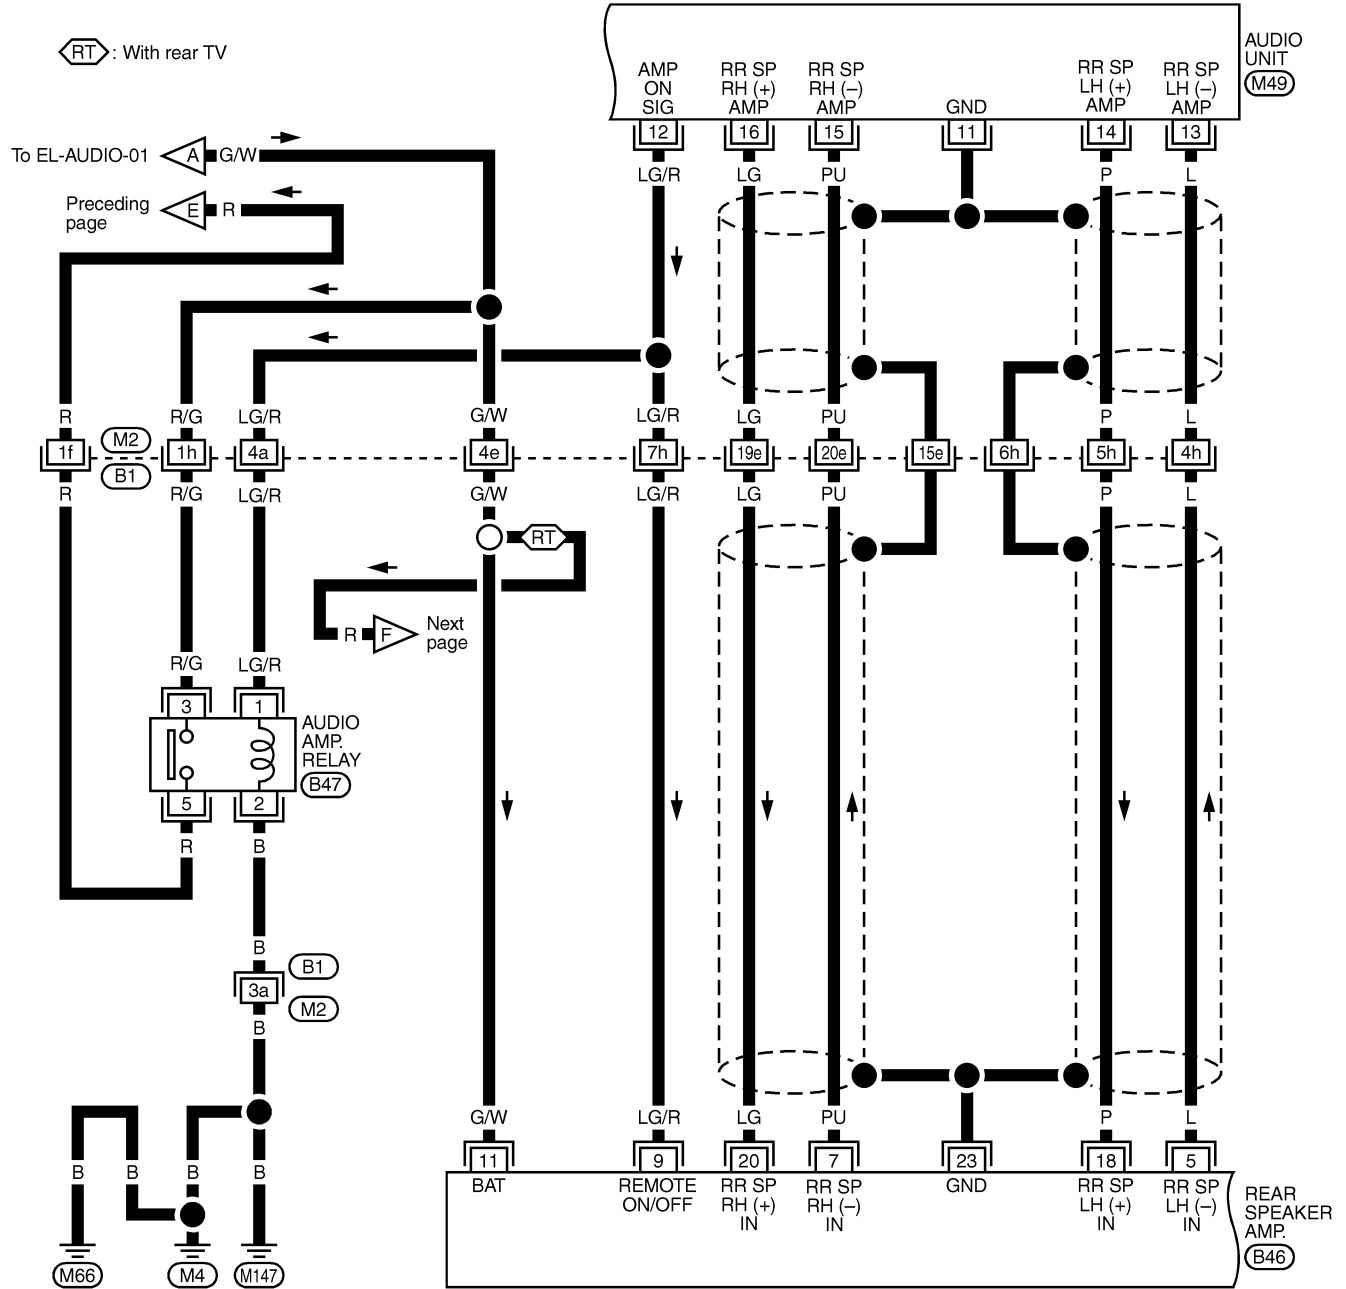 RT : With rear TV
AUDIO
UNIT
M49
AMP
ON
SIG
RR SP
RH (+)
AMP
RR SP
RH (–)
AMP
GND
RR SP
LH (+)
AMP
RR SP
LH (–)
AMP
12 16 15 11 14 13
To EL-AUDIO-01 A G/W
LG/R LG PU P L
Preceding
page
E R
R R/G LG/R G/W LG/R LG PU P L
M2
1f 1h 4a 4e 7h 19e 20e 15e 6h 5h 4h
B1
R R/G LG/R G/W LG/R LG PU P L
RT
R F Next
page
R/G LG/R
3 1
AUDIO
AMP.
RELAY
B47
5 2
R B
B
B1
3a
M2
B
G/W LG/R LG PU P L
B B B B
11 9 20 7 23 18 5
BAT
REMOTE
ON/OFF
RR SP
RH (+)
IN
RR SP
RH (–)
IN
GND
RR SP
LH (+)
IN
RR SP
LH (–)
IN
REAR
SPEAKER
AMP.
B46
M66 M4 M147